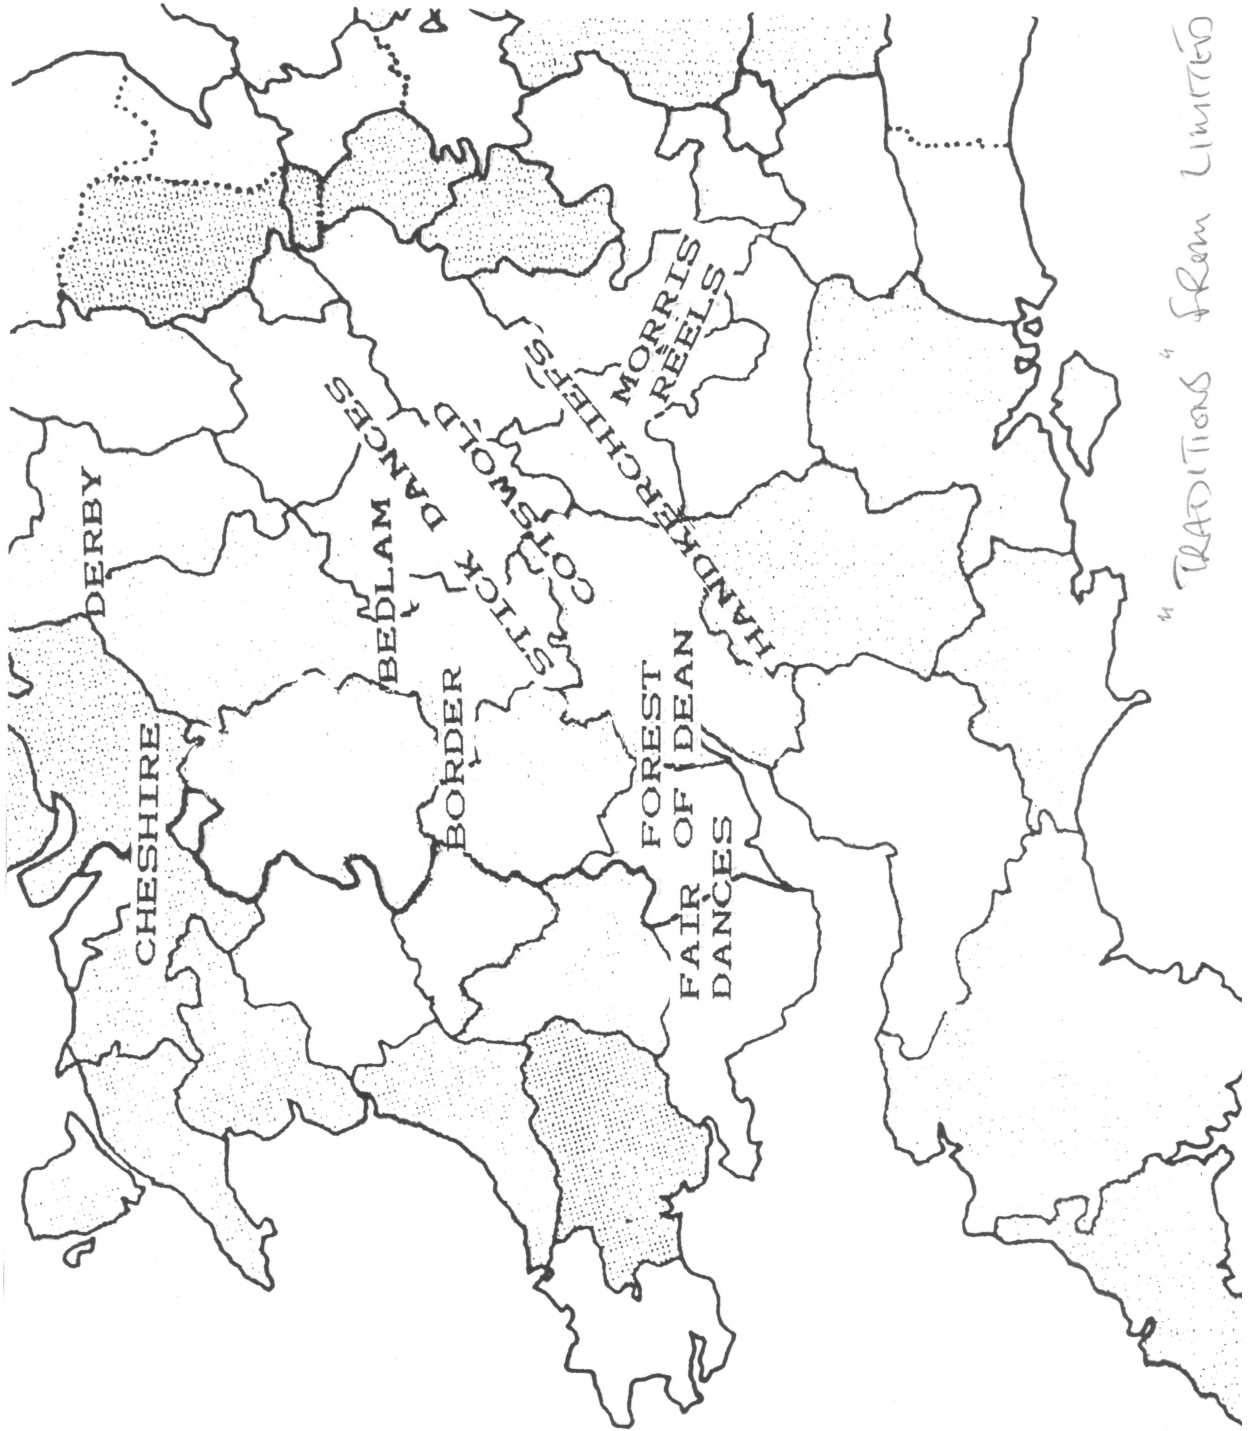 DERBY
CHESHIRE
STICK DANCES
BEDLAM
COTSWOLD
BORDER
HANDKERCHIEFS
MORRIS
REELS
FOREST
OF DEAN
FAIR
DANCES
"TRADITIONS" FROM LIMITED